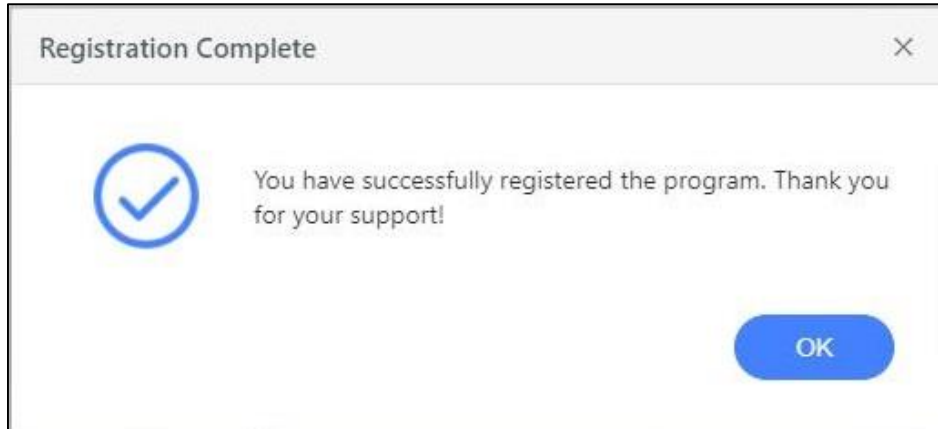 Registration Complete
You have successfully registered the program. Thank you
for your support!
OK